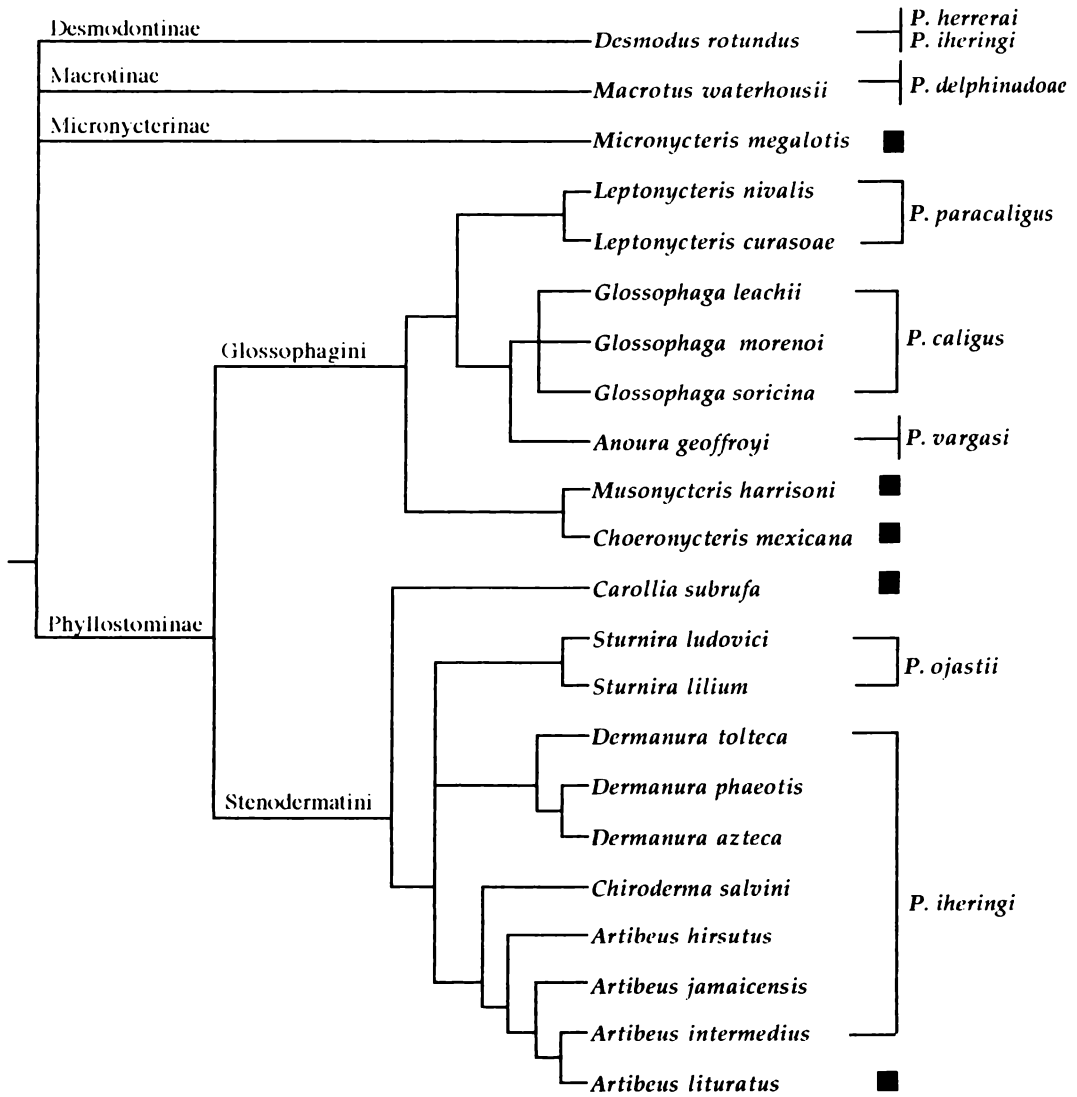 Desmodontinae
Desmodus rotundus
P. herrerai
P. iheringi
Macrotinae
Macrotus waterhousii
P. delphinadoae
Micronycterinae
Micronycteris megalotis
Leptonycteris nivalis
P. paracaligus
Leptonycteris curasoae
Glossophaga leachii
Glossophagini
Glossophaga morenoi
P. caligus
Glossophaga soricina
Anoura geoffroyi
P. vargasi
Musonycteris harrisoni
Choeronycteris mexicana
Carollia subrufa
Phyllostominae
Sturnira ludovici
P. ojastii
Sturnira lilium
Dermanura tolteca
Stenodermatini
Dermanura phaeotis
Dermanura azteca
Chiroderma salvini
P. iheringi
Artibeus hirsutus
Artibeus jamaicensis
Artibeus intermedius
Artibeus lituratus